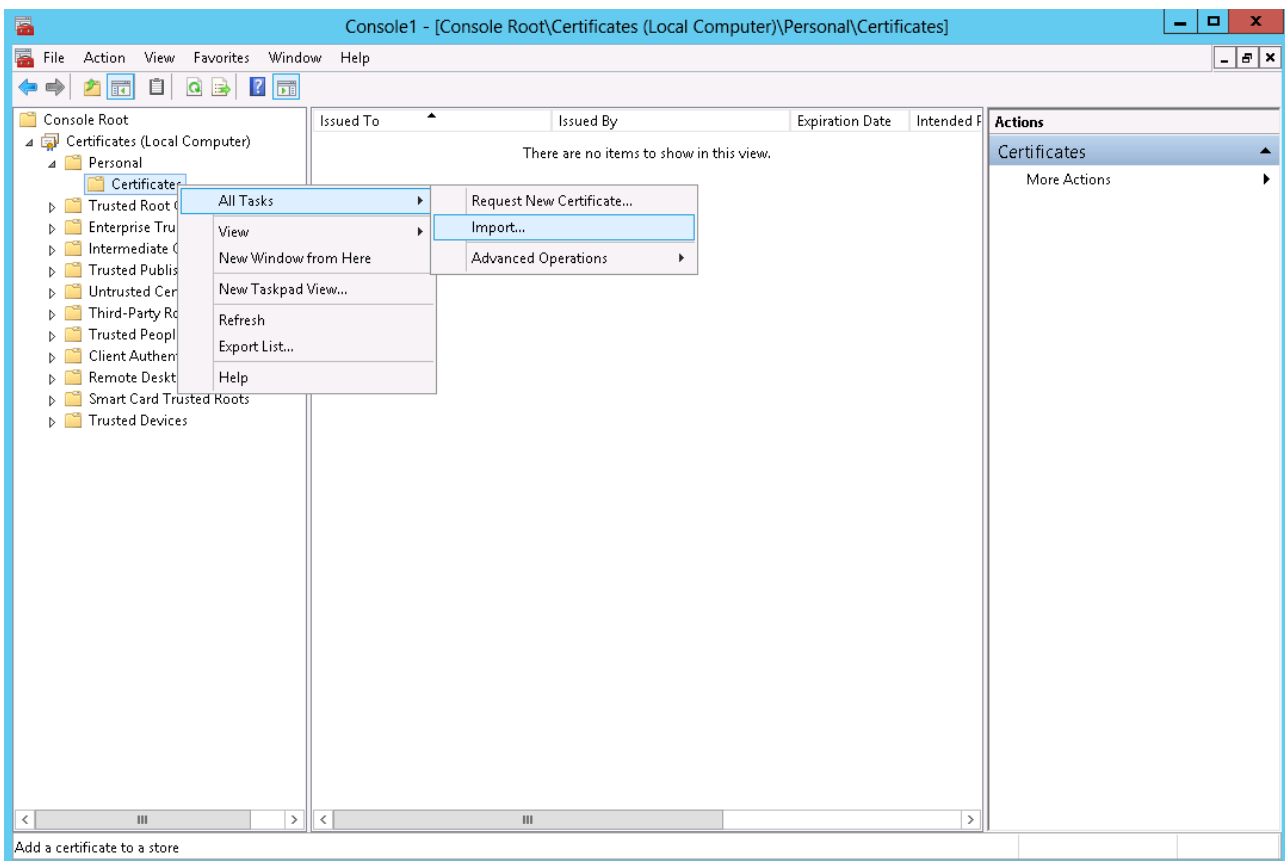 Console1 - [Console Root\Certificates (Local Computer)\Personal\Certificates]
File Action View Favorites Window Help
Console Root
Certificates (Local Computer)
Personal
Certificates
Trusted Root
Enterprise Tru
Intermediate
Trusted Publis
Untrusted Cer
Third-Party Ro
Trusted Peopl
Client Authen
Remote Deskt
Smart Card Trusted Roots
Trusted Devices
All Tasks
View
New Window from Here
New Taskpad View...
Refresh
Export List...
Help
Request New Certificate...
Import...
Advanced Operations
Issued To Issued By Expiration Date Intended P
There are no items to show in this view.
Actions
Certificates
More Actions
Add a certificate to a store